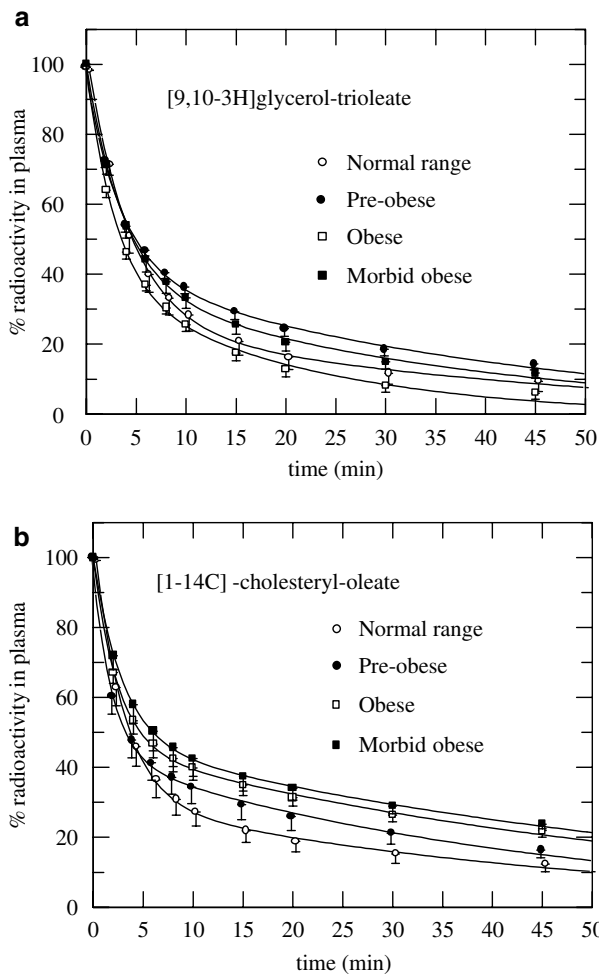 a
100
80
60
40
20
0
% radioactivity in plasma
[9,10-3H]glycerol-trioleate
Normal range
Pre-obese
Obese
Morbid obese
0 5 10 15 20 25 30 35 40 45 50
time (min)
b
100
80
60
40
20
0
% radioactivity in plasma
[1-14C] -cholesteryl-oleate
Normal range
Pre-obese
Obese
Morbid obese
0 5 10 15 20 25 30 35 40 45 50
time (min)